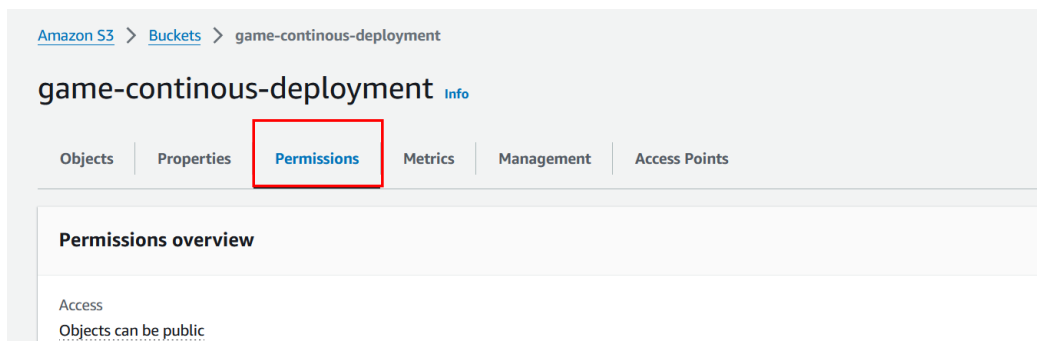 Amazon S3 > Buckets > game-continous-deployment
game-continous-deployment Info
Objects Properties Permissions Metrics Management Access Points
Permissions overview
Access
Objects can be public